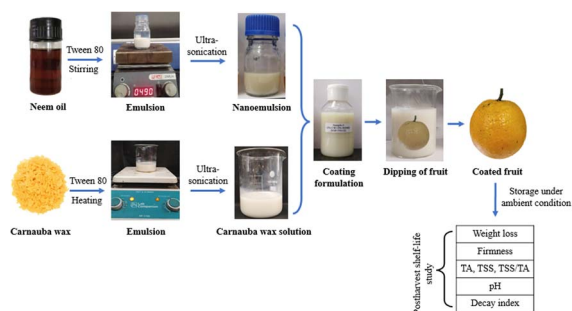 Tween 80
Stirring
Ultra-
sonication
Neem oil
Emulsion
0490
Nanoemulsion
Tween 80
Heating
Ultra-
sonication
Carnauba wax
Emulsion
Carnauba wax solution
Coating
formulation
Dipping of fruit
Coated fruit
Storage under
ambient condition
Postharvest shelf-life
study
Weight loss
Firmness
TA, TSS, TSS/TA
pH
Decay index